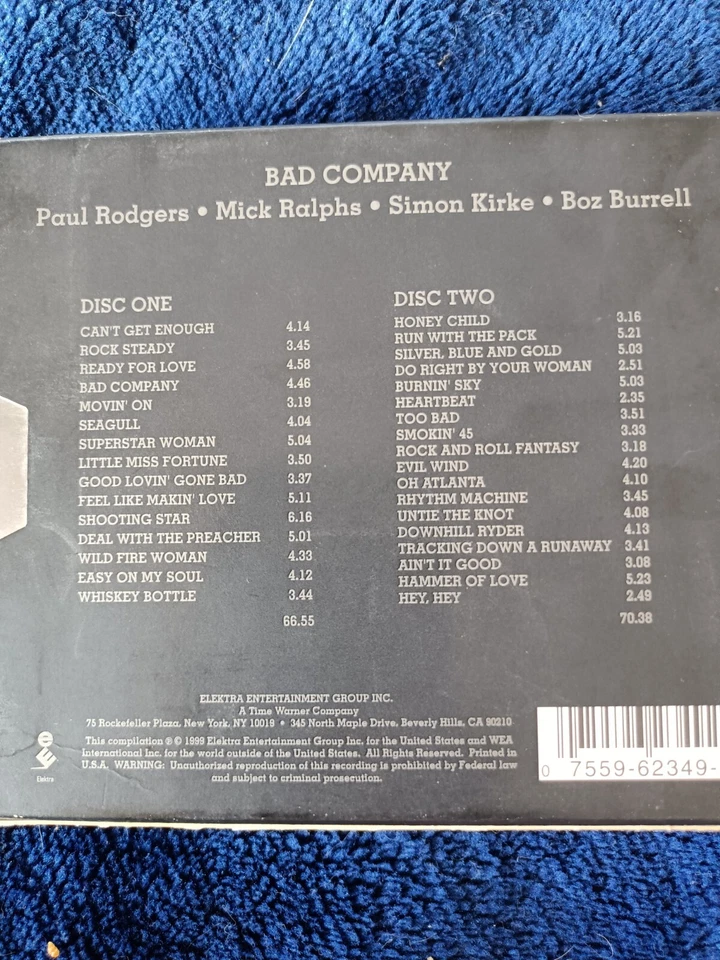 BAD COMPANY
Paul Rodgers • Mick Ralphs • Simon Kirke • Boz Burrell
DISC ONE
CAN'T GET ENOUGH 4.14
ROCK STEADY 3.45
READY FOR LOVE 4.58
BAD COMPANY 4.46
MOVIN' ON 3.19
SEAGULL 4.04
SUPERSTAR WOMAN 5.04
LITTLE MISS FORTUNE 3.50
GOOD LOVIN' GONE BAD 3.37
FEEL LIKE MAKIN' LOVE 5.11
SHOOTING STAR 6.16
DEAL WITH THE PREACHER 5.01
WILD FIRE WOMAN 4.33
EASY ON MY SOUL 4.12
WHISKEY BOTTLE 3.44
66.55
DISC TWO
HONEY CHILD 3.16
RUN WITH THE PACK 5.21
SILVER, BLUE AND GOLD 5.03
DO RIGHT BY YOUR WOMAN 2.51
BURNIN' SKY 5.03
HEARTBEAT 2.35
TOO BAD 3.51
SMOKIN' 45 3.33
ROCK AND ROLL FANTASY 3.18
EVIL WIND 4.20
OH ATLANTA 4.10
RHYTHM MACHINE 3.45
UNTIE THE KNOT 4.08
DOWNHILL RYDER 4.13
TRACKING DOWN A RUNAWAY 3.41
AIN'T IT GOOD 3.08
HAMMER OF LOVE 5.23
HEY, HEY 2.49
70.38
ELEKTRA ENTERTAINMENT GROUP INC.
A Time Warner Company
75 Rockefeller Plaza, New York, NY 10019 • 345 North Maple Drive, Beverly Hills, CA 90210
This compilation ℗ © 1999 Elektra Entertainment Group Inc. for the United States and WEA
International Inc. for the world outside of the United States. All Rights Reserved. Printed in
U.S.A. WARNING: Unauthorized reproduction of this recording is prohibited by Federal law
and subject to criminal prosecution.
Elektra
0 7559-62349-